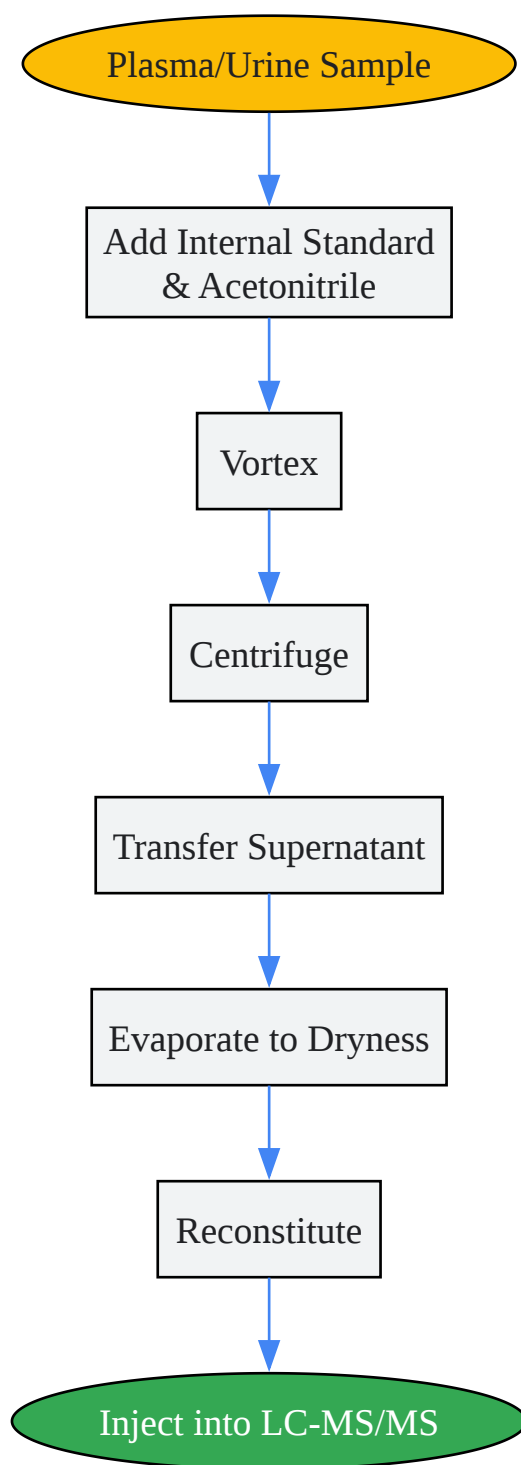 Plasma/Urine Sample
Add Internal Standard
& Acetonitrile
Vortex
Centrifuge
Transfer Supernatant
Evaporate to Dryness
Reconstitute
Inject into LC-MS/MS